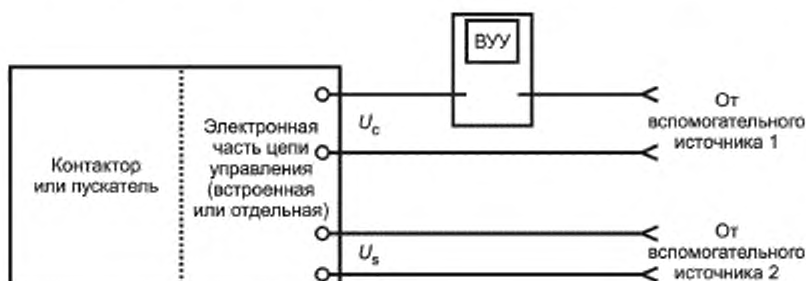 ВУУ
Контактор
или пускатель
Электронная
часть цепи
управления
(встроенная
или отдельная)
Uc
От
вспомогательного
источника 1
Us
От
вспомогательного
источника 2